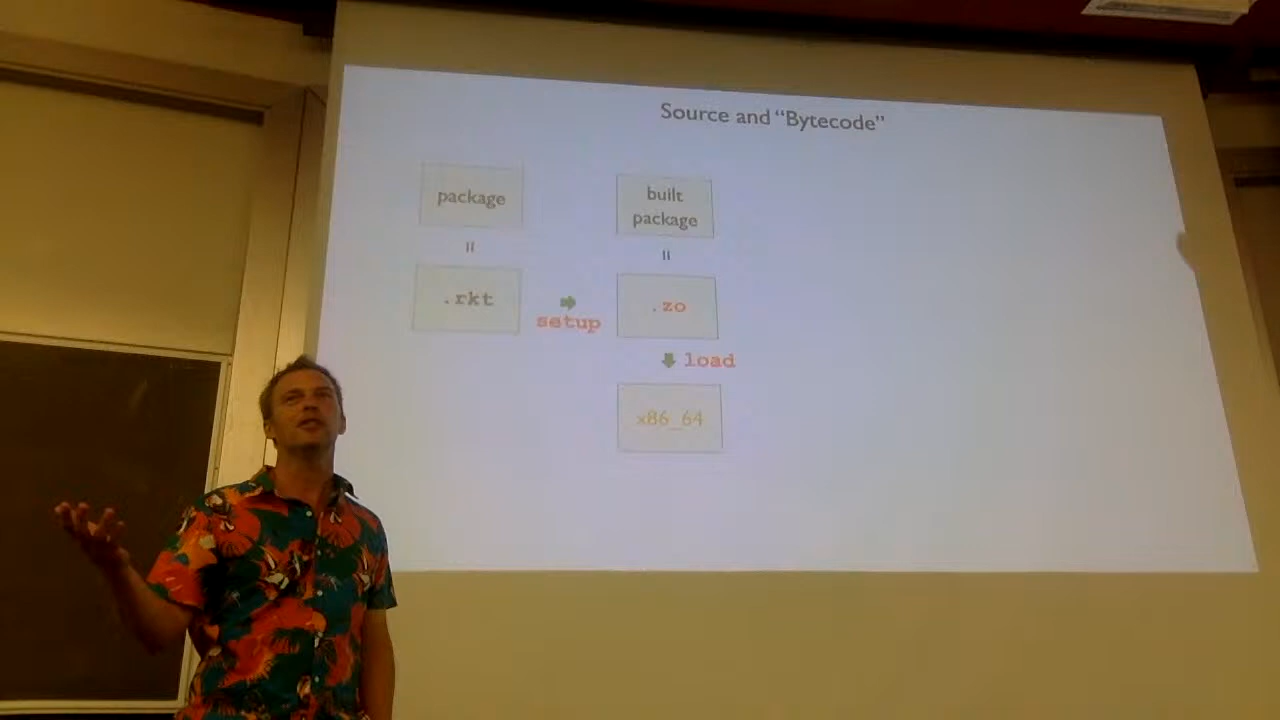 Source and “Bytecode”
package
built
package
=
=
.rkt
setup
.zo
load
x86_64